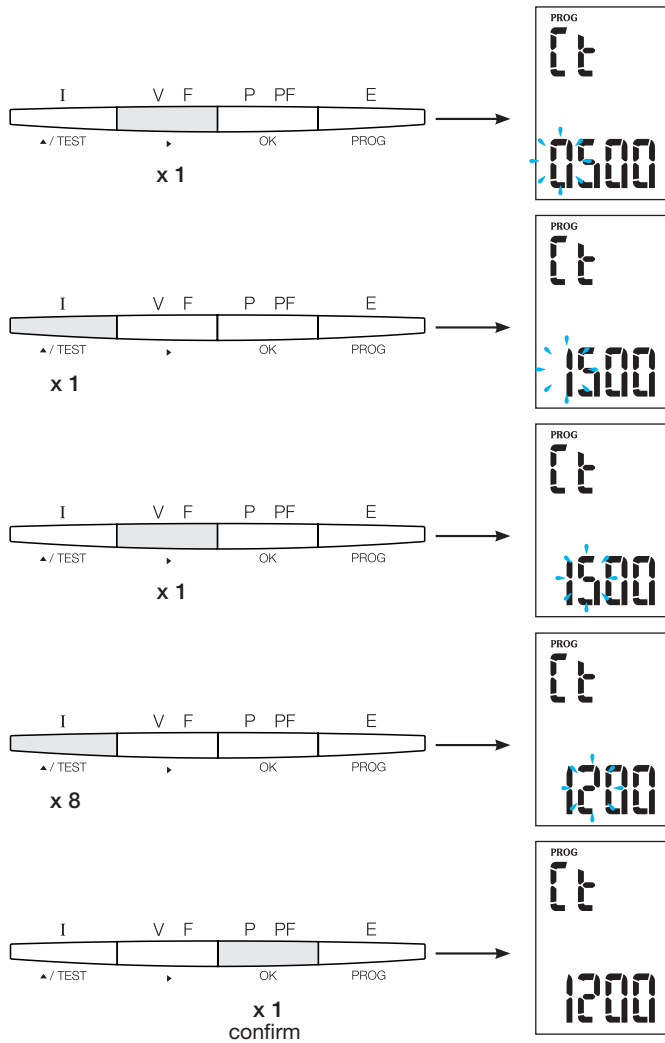 PROG
Ct
I V F P PF E
▲ / TEST ► OK PROG
0500
x 1
PROG
Ct
I V F P PF E
▲ / TEST ► OK PROG
1500
x 1
PROG
Ct
I V F P PF E
▲ / TEST ► OK PROG
1500
x 1
PROG
Ct
I V F P PF E
▲ / TEST ► OK PROG
1200
x 8
PROG
Ct
I V F P PF E
▲ / TEST ► OK PROG
1200
x 1
confirm